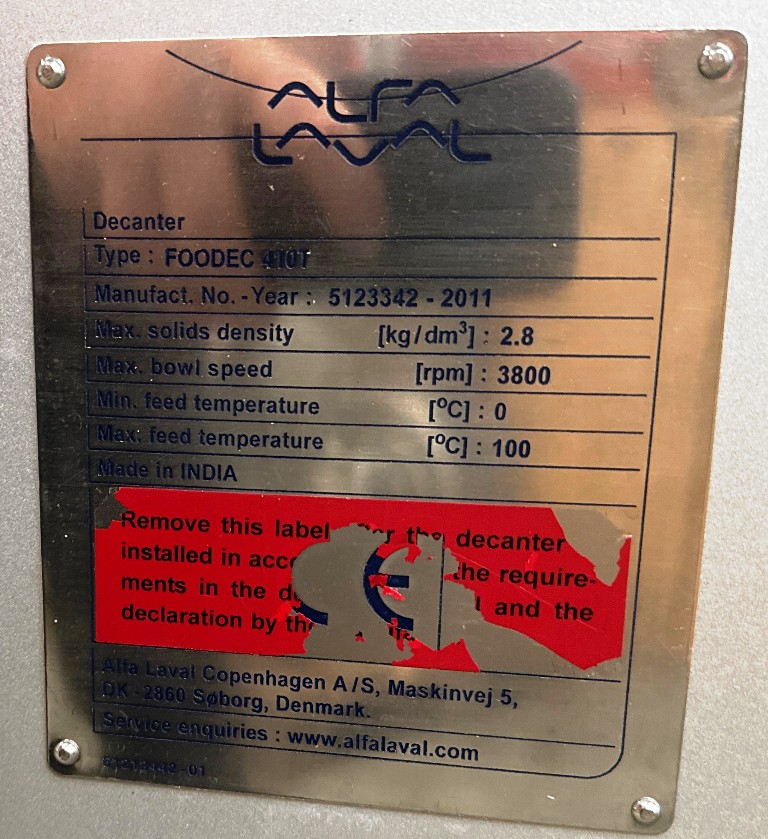 ALFA
LAVAL
Decanter
Type : FOODEC 410T
Manufact. No. - Year : 5123342 - 2011
Max. solids density [kg/dm³] : 2.8
Max. bowl speed [rpm] : 3800
Min. feed temperature [°C] : 0
Max. feed temperature [°C] : 100
Made in INDIA
Remove this label the decanter
installed in the require-
ments in the and the
declaration by
CE
Alfa Laval Copenhagen A/S, Maskinvej 5,
DK-2860 Søborg, Denmark.
Service enquiries : www.alfalaval.com